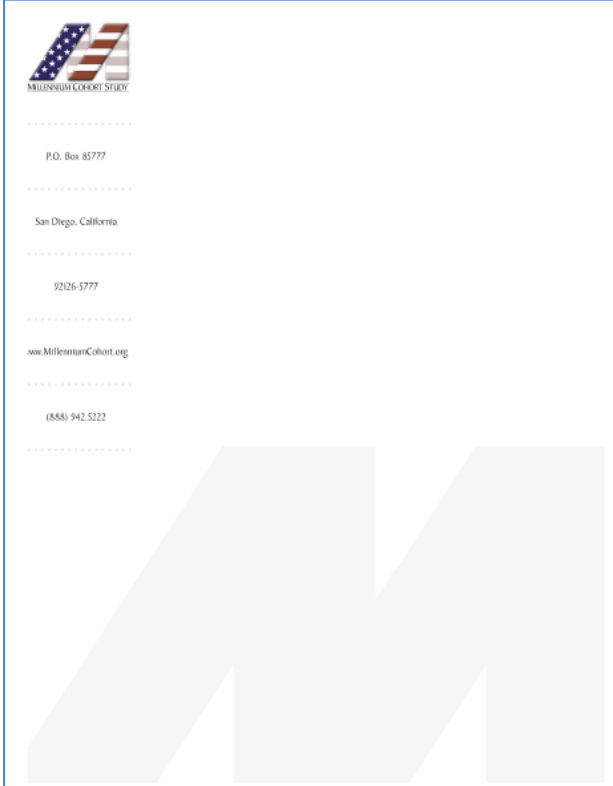 MILLENNIUM COHORT STUDY
P.O. Box 85777
San Diego, California
92126-5777
ww.MillenniumCohort.org
(888) 942.5222